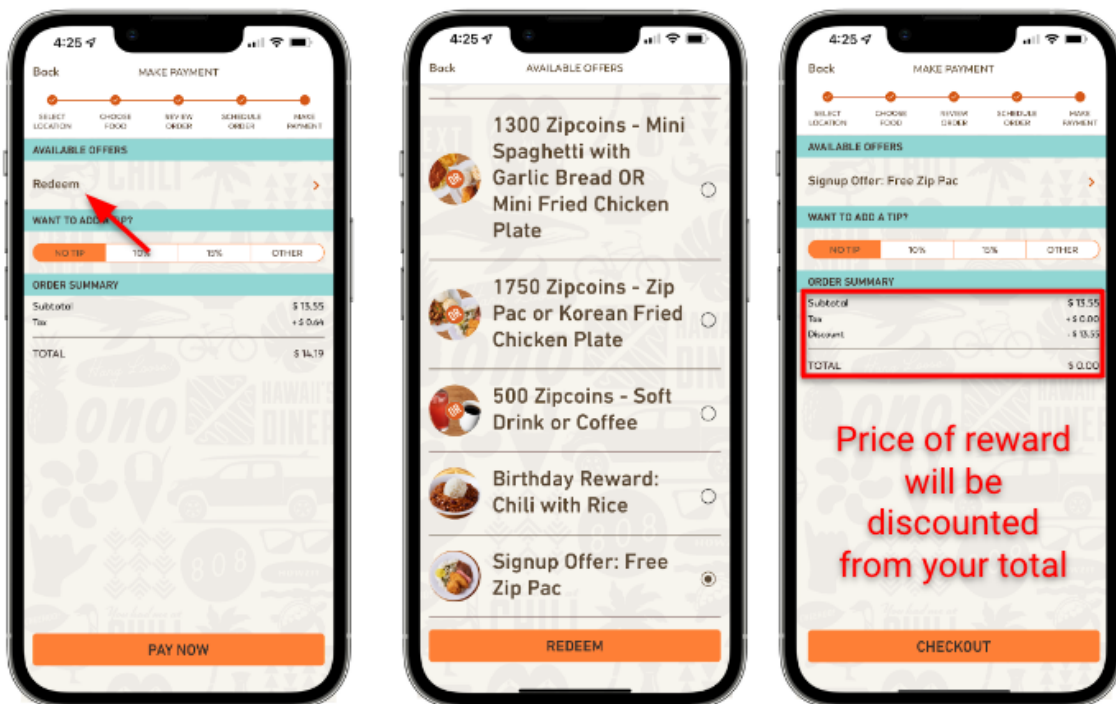 4:25
Back MAKE PAYMENT
SELECT LOCATION CHOOSE FOOD REVIEW ORDER SCHEDULE ORDER MAKE PAYMENT
AVAILABLE OFFERS
Redeem
WANT TO ADD A TIP?
NO TIP 10% 15% OTHER
ORDER SUMMARY
Subtotal $ 13.55
Tax + $ 0.64
TOTAL $ 14.19
PAY NOW
4:25
Back AVAILABLE OFFERS
1300 Zipcoins - Mini
Spaghetti with
Garlic Bread OR
Mini Fried Chicken
Plate
OR
1750 Zipcoins - Zip
Pac or Korean Fried
Chicken Plate
OR
500 Zipcoins - Soft
Drink or Coffee
OR
Birthday Reward:
Chili with Rice
Signup Offer: Free
Zip Pac
REDEEM
4:25
Back MAKE PAYMENT
SELECT LOCATION CHOOSE FOOD REVIEW ORDER SCHEDULE ORDER MAKE PAYMENT
AVAILABLE OFFERS
Signup Offer: Free Zip Pac
WANT TO ADD A TIP?
NO TIP 10% 15% OTHER
ORDER SUMMARY
Subtotal $ 13.55
Tax + $ 0.00
Discount - $ 13.55
TOTAL $ 0.00
Price of reward
will be
discounted
from your total
CHECKOUT